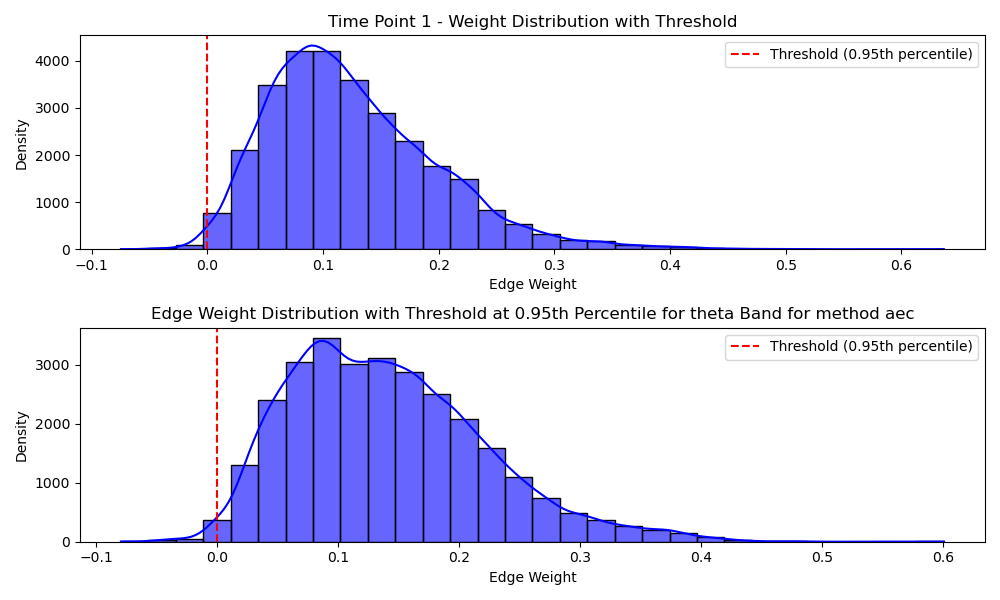 Time Point 1 - Weight Distribution with Threshold
Threshold (0.95th percentile)
Density
4000
3000
2000
1000
0
−0.1 0.0 0.1 0.2 0.3 0.4 0.5 0.6
Edge Weight
Edge Weight Distribution with Threshold at 0.95th Percentile for theta Band for method aec
Threshold (0.95th percentile)
Density
3000
2000
1000
0
−0.1 0.0 0.1 0.2 0.3 0.4 0.5 0.6
Edge Weight